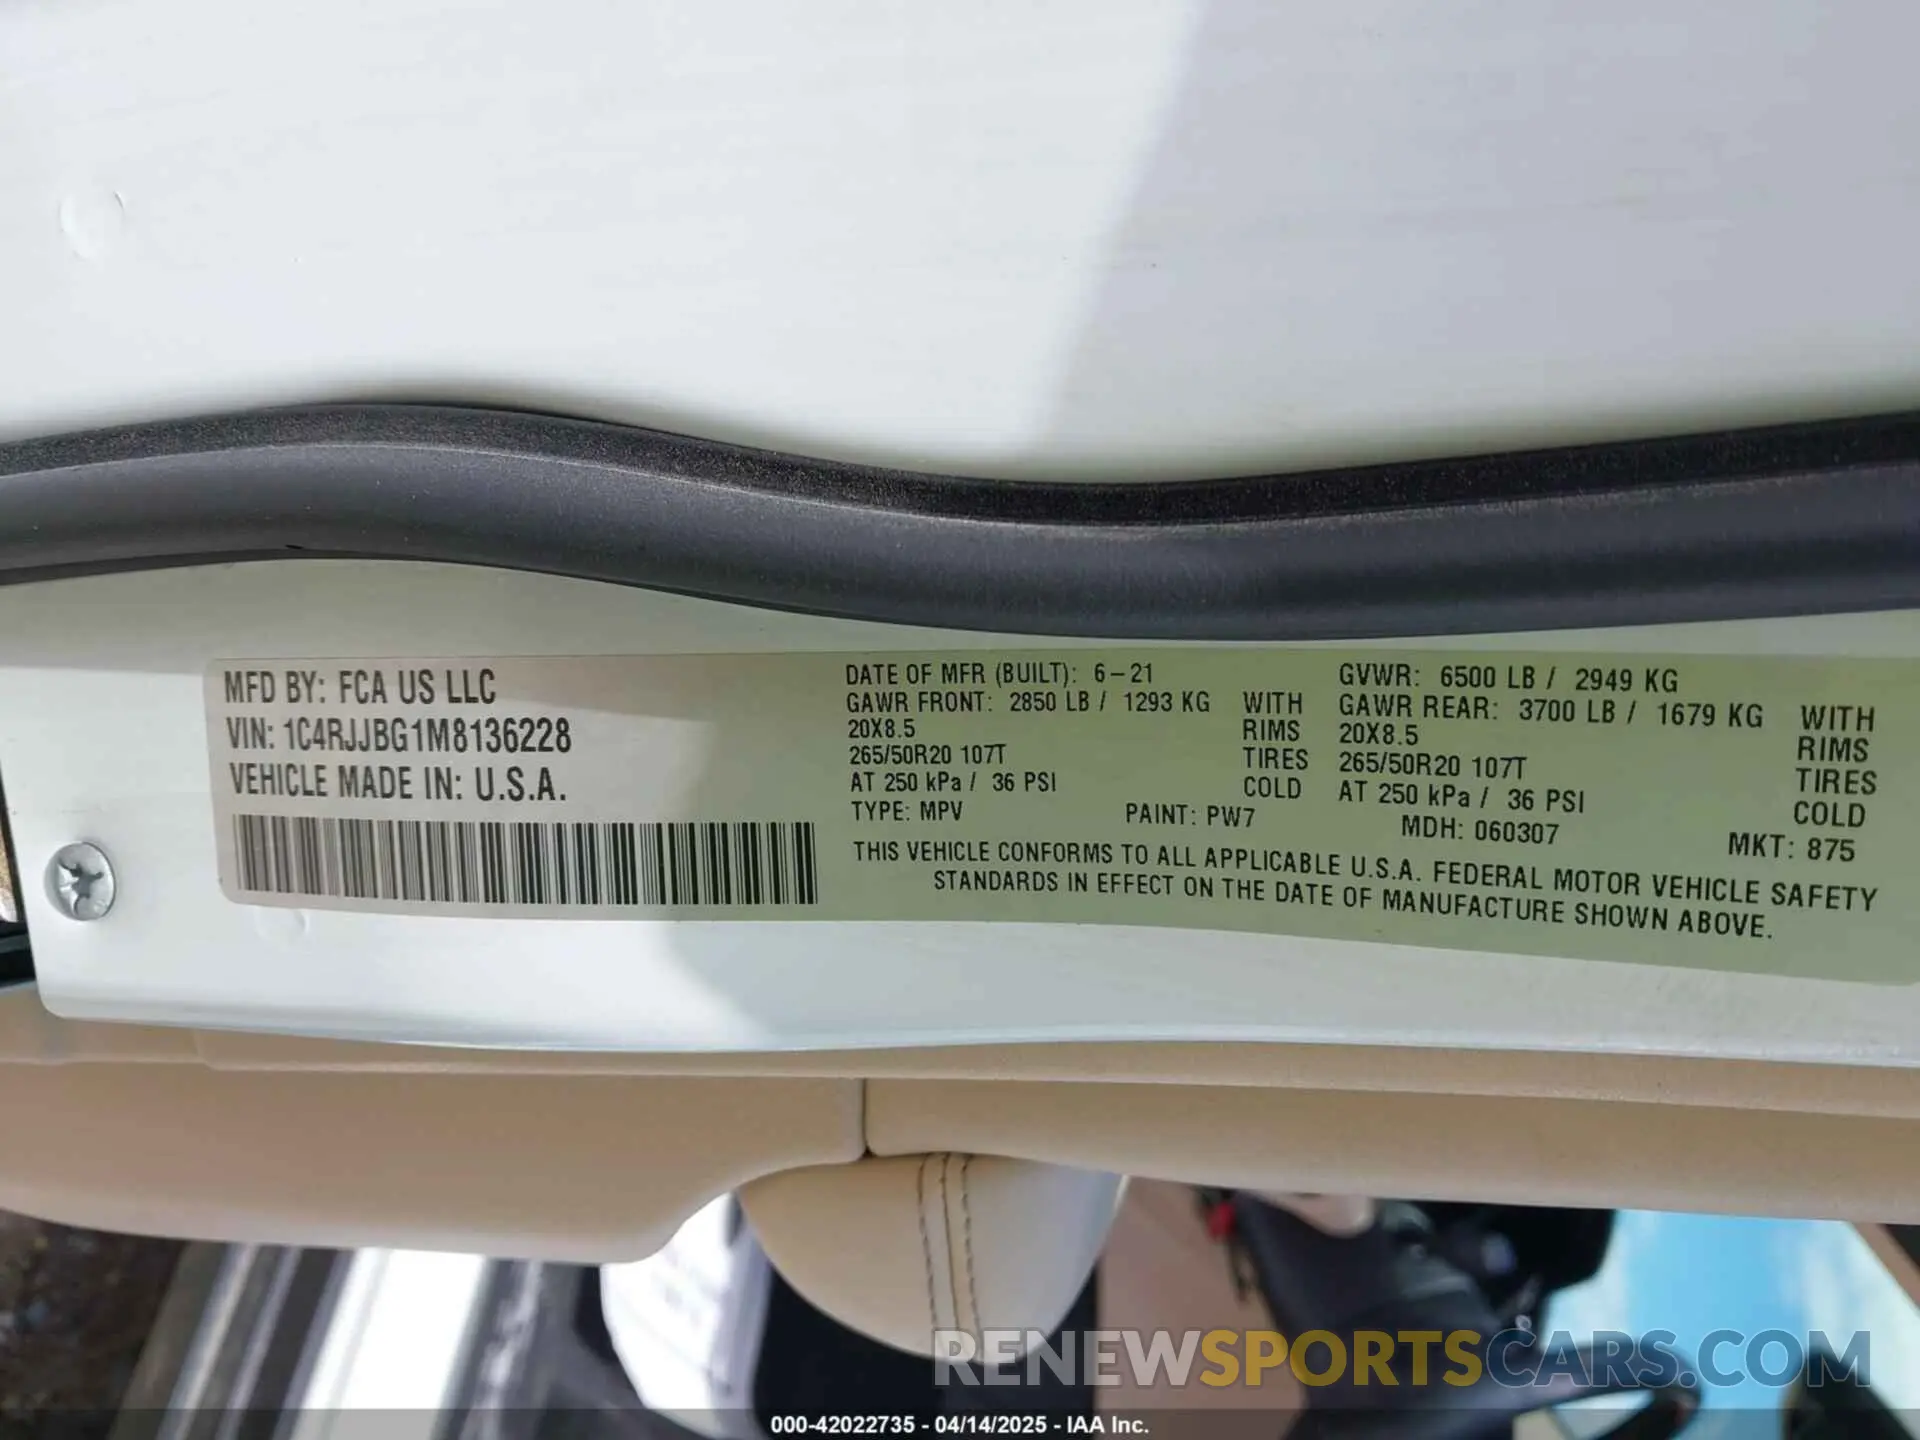 MFD BY: FCA US LLC
VIN: 1C4RJJBG1M8136228
VEHICLE MADE IN: U.S.A.
DATE OF MFR (BUILT): 6-21
GAWR FRONT: 2850 LB / 1293 KG WITH
20X8.5 RIMS
265/50R20 107T TIRES
AT 250 kPa / 36 PSI COLD
GVWR: 6500 LB / 2949 KG
GAWR REAR: 3700 LB / 1679 KG WITH
20X8.5 RIMS
265/50R20 107T TIRES
AT 250 kPa / 36 PSI COLD
TYPE: MPV PAINT: PW7 MDH: 060307 MKT: 875
THIS VEHICLE CONFORMS TO ALL APPLICABLE U.S.A. FEDERAL MOTOR VEHICLE SAFETY
STANDARDS IN EFFECT ON THE DATE OF MANUFACTURE SHOWN ABOVE.
RENEWSPORTSCARS.COM
000-42022735 - 04/14/2025 - IAA Inc.